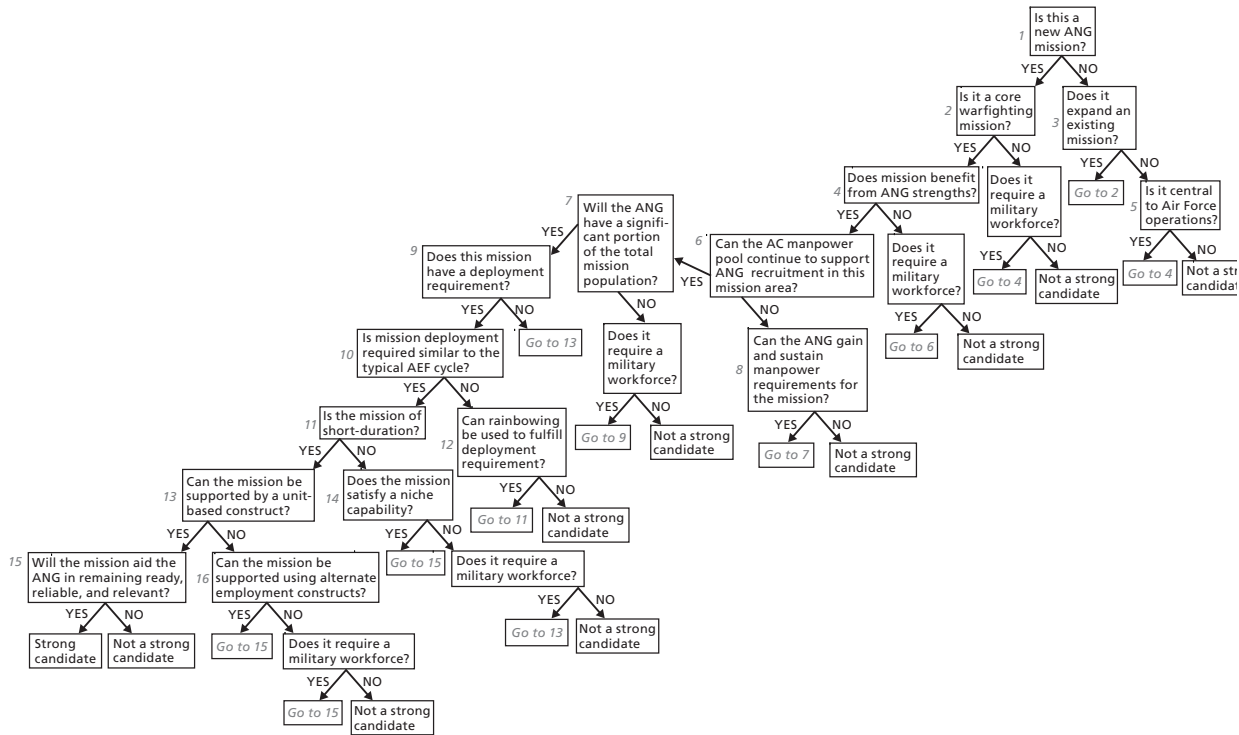 1
Is this a
new ANG
mission?
YES
NO
2
Is it a core
warfighting
mission?
YES
NO
3
Does it
expand an
existing
mission?
YES
NO
4
Does mission benefit
from ANG strengths?
YES
NO
Does it
require a
military
workforce?
YES
NO
Go to 4
Not a strong
candidate
Go to 2
5
Is it central
to Air Force
operations?
YES
NO
Go to 4
Not a str
candidat
6
Can the AC manpower
pool continue to support
ANG recruitment in this
mission area?
YES
NO
Does it
require a
military
workforce?
YES
NO
Go to 6
Not a strong
candidate
7
Will the ANG
have a signifi-
cant portion
of the total
mission
population?
YES
NO
8
Can the ANG gain
and sustain
manpower
requirements for
the mission?
YES
NO
Go to 7
Not a strong
candidate
9
Does this mission
have a deployment
requirement?
YES
NO
Does it
require a
military
workforce?
YES
NO
Go to 9
Not a strong
candidate
10
Is mission deployment
required similar to the
typical AEF cycle?
YES
NO
Go to 13
11
Is the mission of
short-duration?
YES
NO
12
Can rainbowing
be used to fulfill
deployment
requirement?
YES
NO
Go to 11
Not a strong
candidate
13
Can the mission be
supported by a unit-
based construct?
YES
NO
14
Does the mission
satisfy a niche
capability?
YES
NO
Go to 15
Does it require a
military workforce?
YES
NO
Go to 13
Not a strong
candidate
15
Will the mission aid the
ANG in remaining ready,
reliable, and relevant?
YES
NO
Strong
candidate
Not a strong
candidate
16
Can the mission be
supported using alternate
employment constructs?
YES
NO
Go to 15
Does it require a
military workforce?
YES
NO
Go to 15
Not a strong
candidate